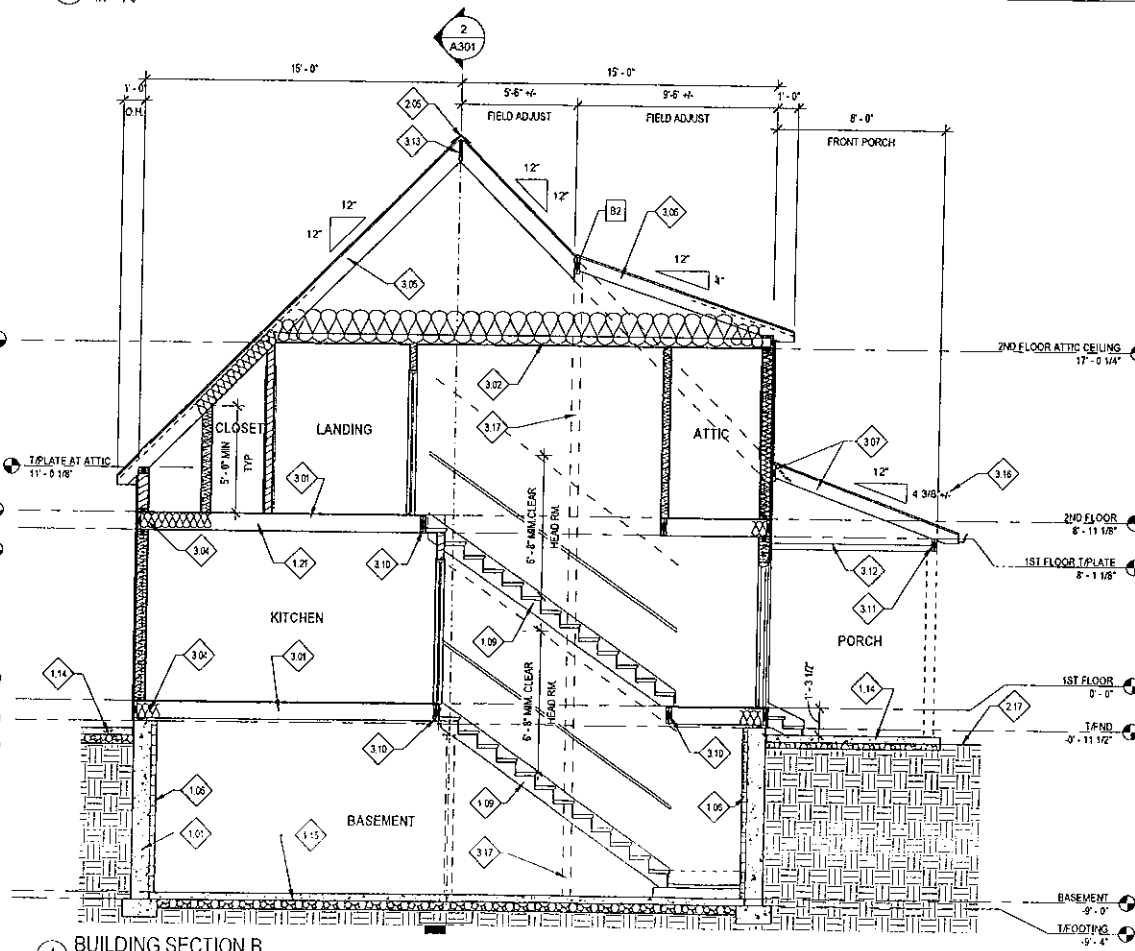 2
A301
15' - 0"
15' - 0"
1' - 0"
O.H.
5'-6" +/-
FIELD ADJUST
9'-6" +/-
FIELD ADJUST
1'- 0"
8' - 0"
FRONT PORCH
2.05
3.13
12"
12"
12"
12"
B2
3.06
12"
4"
3.05
2ND FLOOR ATTIC CEILING
17' - 0 1/4"
3.02
3.17
CLOSET
LANDING
ATTIC
5' - 0" MIN
TYP
3.07
12"
4 3/8" +/-
3.16
T/PLATE AT ATTIC
11' - 0 1/8"
3.01
6' - 8" MIM. CLEAR
HEAD RM.
2ND FLOOR
8' - 11 1/8"
1ST FLOOR T/PLATE
8' - 1 1/8"
3.04
1.21
3.10
3.12
3.11
KITCHEN
1.09
PORCH
3.04
3.01
6' - 8" MIM. CLEAR
HEAD RM.
1.14
1' - 3 1/2"
1.14
1ST FLOOR
0' - 0"
2.17
T/FND
-0' - 11 1/2"
3.10
3.10
1.06
1.09
1.06
1.01
1.15
BASEMENT
3.17
BASEMENT
-9' - 0"
T/FOOTING
-9' - 4"
BUILDING SECTION B